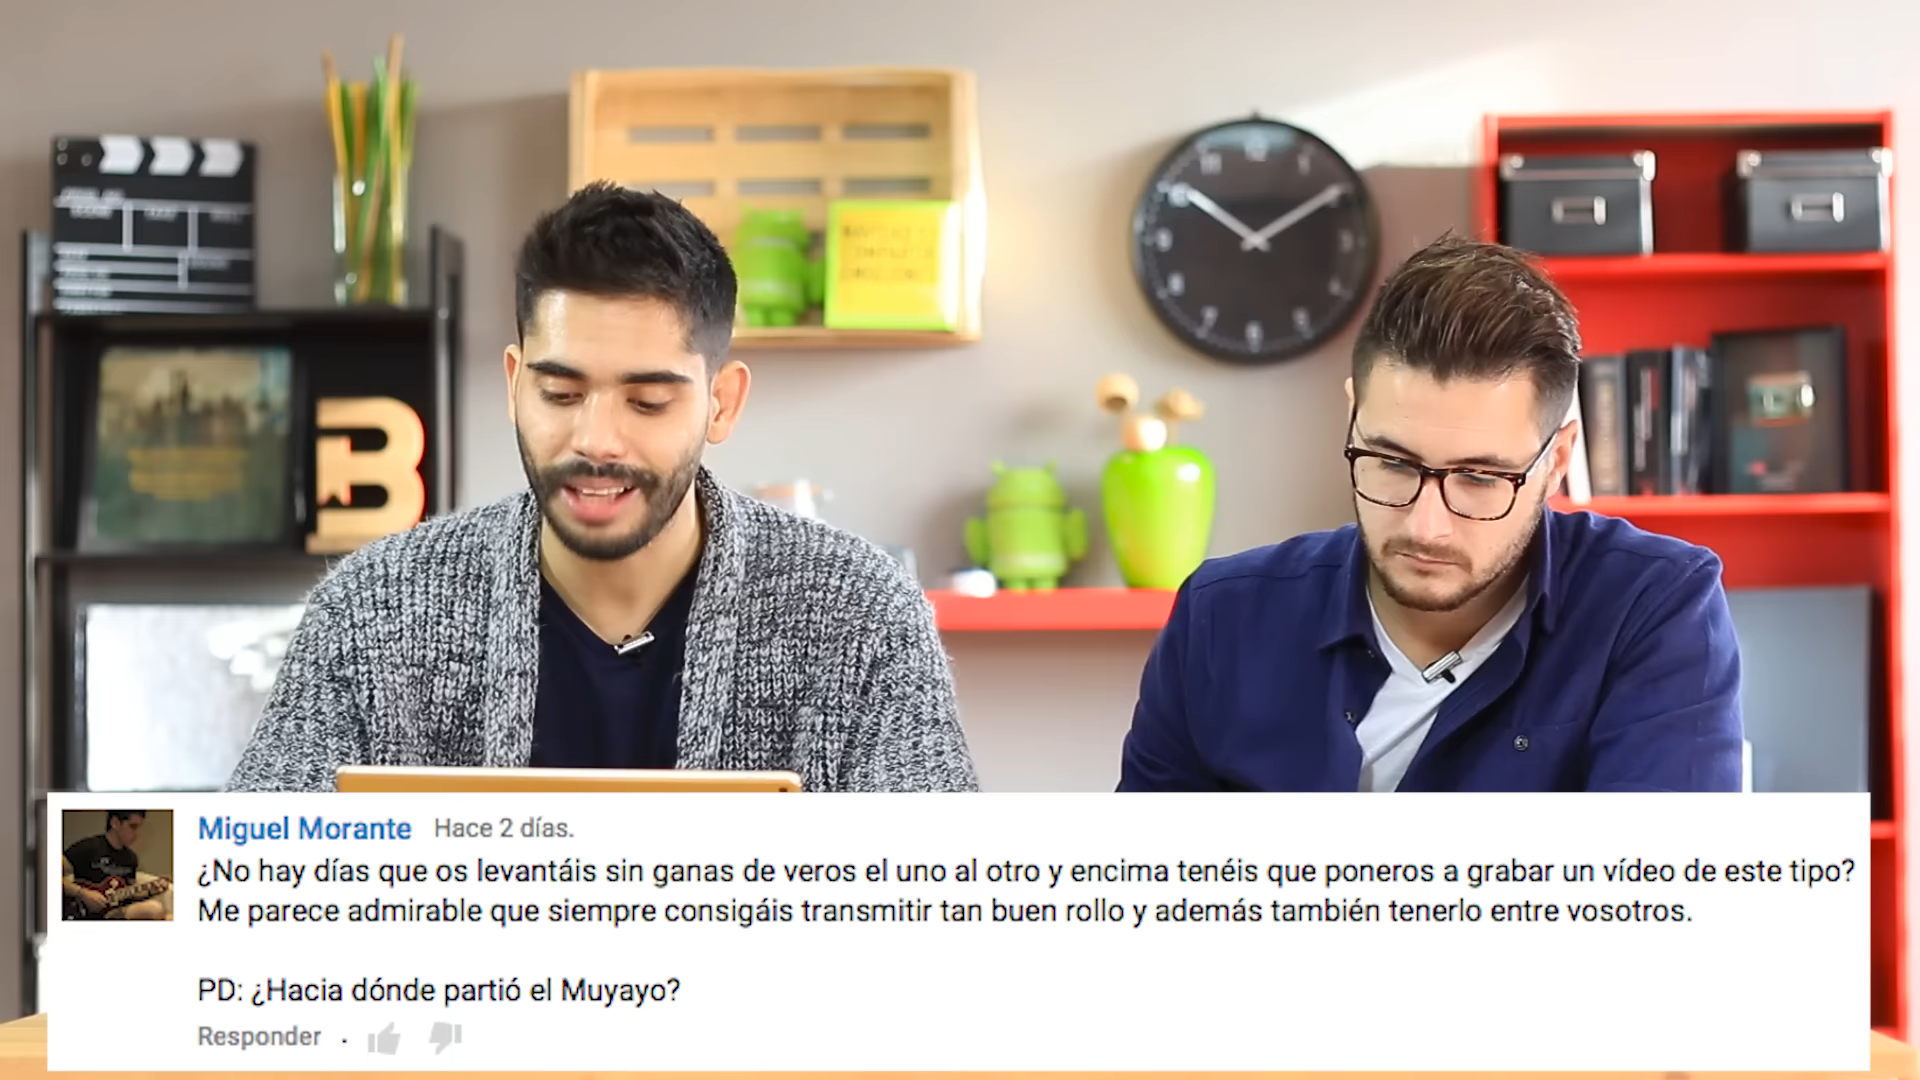 B
Miguel Morante Hace 2 días.
¿No hay días que os levantáis sin ganas de veros el uno al otro y encima tenéis que poneros a grabar un vídeo de este tipo?
Me parece admirable que siempre consigáis transmitir tan buen rollo y además también tenerlo entre vosotros.
PD: ¿Hacia dónde partió el Muyayo?
Responder .